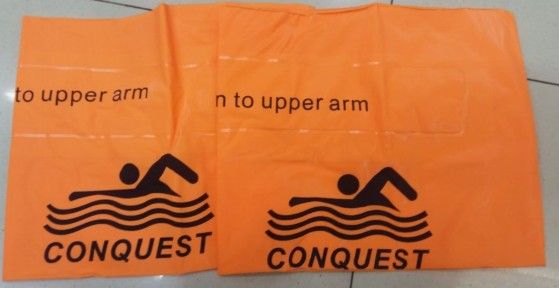 to upper arm
CONQUEST
n to upper arm
CONQUEST